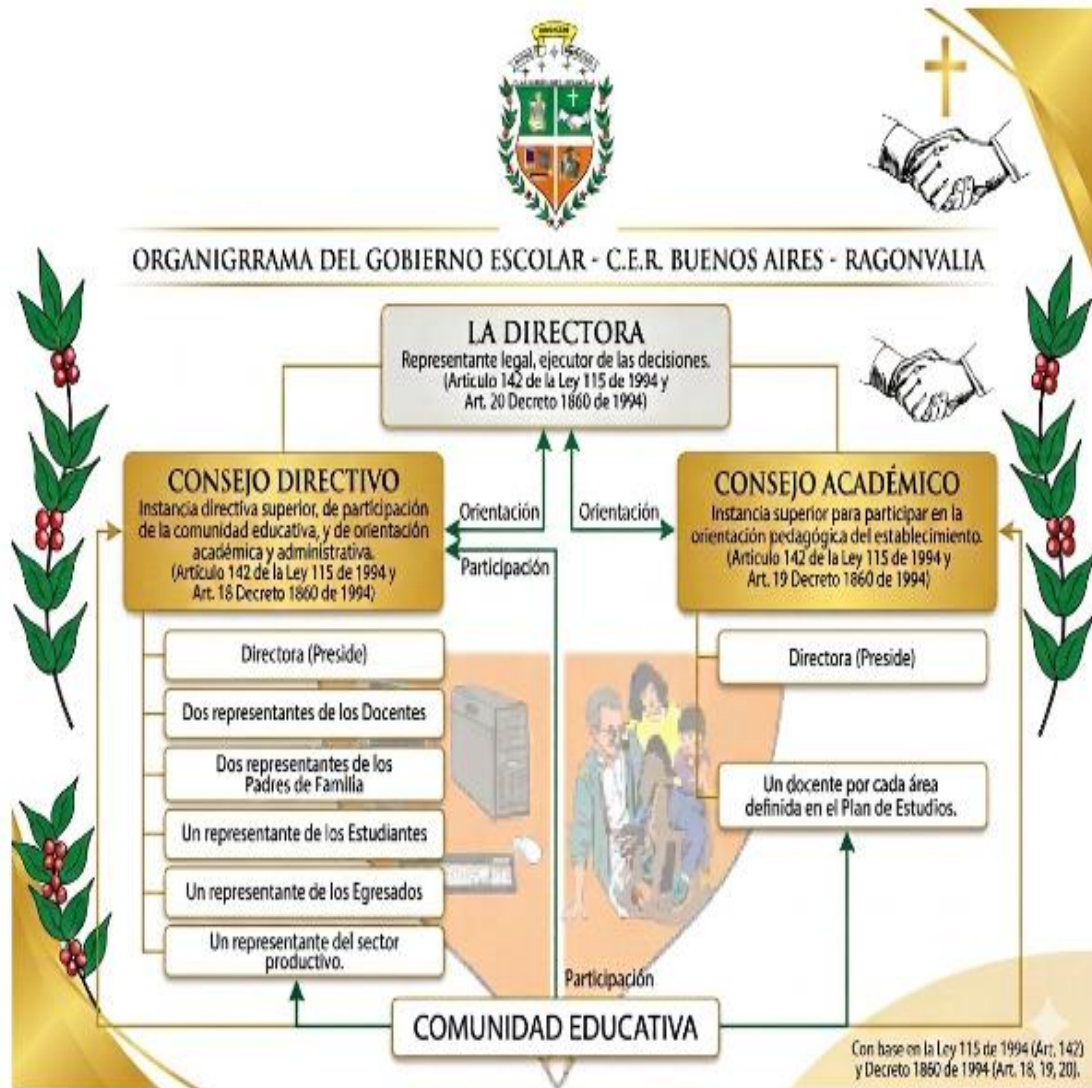 ORGANIGRRAMA DEL GOBIERNO ESCOLAR - C.E.R. BUENOS AIRES - RAGONVALIA
LA DIRECTORA
Representante legal, ejecutor de las decisiones.
(Artículo 142 de la Ley 115 de 1994 y
Art. 20 Decreto 1860 de 1994)
CONSEJO DIRECTIVO
Instancia directiva superior, de participación
de la comunidad educativa, y de orientación
académica y administrativa.
(Artículo 142 de la Ley 115 de 1994 y
Art. 18 Decreto 1860 de 1994)
Orientación
Orientación
Participación
CONSEJO ACADÉMICO
Instancia superior para participar en la
orientación pedagógica del establecimiento.
(Artículo 142 de la Ley 115 de 1994 y
Art. 19 Decreto 1860 de 1994)
Directora (Preside)
Dos representantes de los Docentes
Dos representantes de los
Padres de Familia
Un representante de los Estudiantes
Un representante de los Egresados
Un representante del sector
productivo.
Directora (Preside)
Un docente por cada área
definida en el Plan de Estudios.
Participación
COMUNIDAD EDUCATIVA
Con base en la Ley 115 de 1994 (Art. 142)
y Decreto 1860 de 1994 (Art. 18, 19, 20).